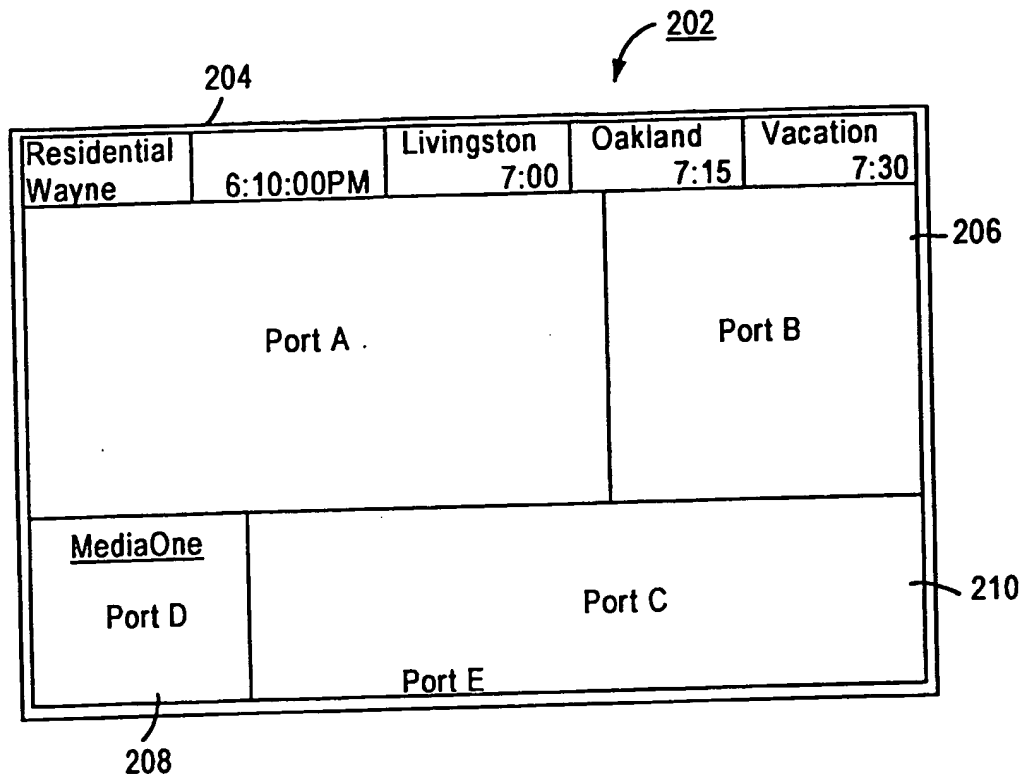 202
204
Residential
Wayne
6:10:00PM
Livingston
7:00
Oakland
7:15
Vacation
7:30
206
Port A
Port B
MediaOne
Port D
Port C
210
Port E
208